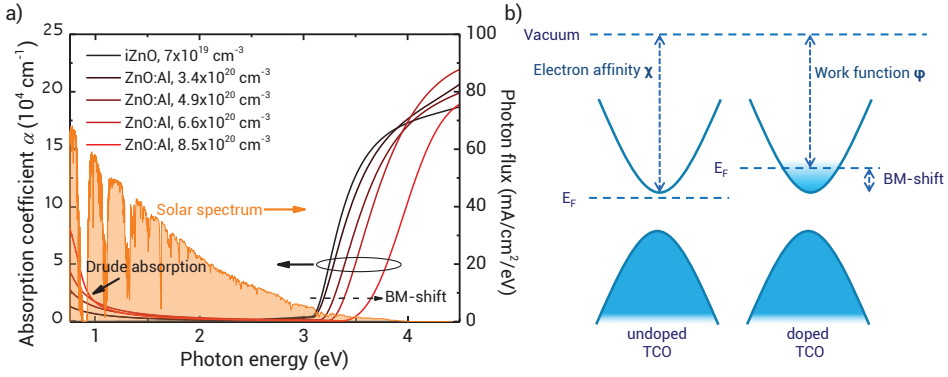 a)
Absorption coefficient α (10⁴ cm⁻¹)
25
20
15
10
5
0
iZnO, 7x10¹⁹ cm⁻³
ZnO:Al, 3.4x10²⁰ cm⁻³
ZnO:Al, 4.9x10²⁰ cm⁻³
ZnO:Al, 6.6x10²⁰ cm⁻³
ZnO:Al, 8.5x10²⁰ cm⁻³
Solar spectrum
Drude absorption
BM-shift
1 2 3 4
Photon energy (eV)
100
80
60
40
20
0
Photon flux (mA/cm²/eV)
b)
Vacuum
Electron affinity χ
Work function φ
E_F
E_F
BM-shift
undoped
TCO
doped
TCO